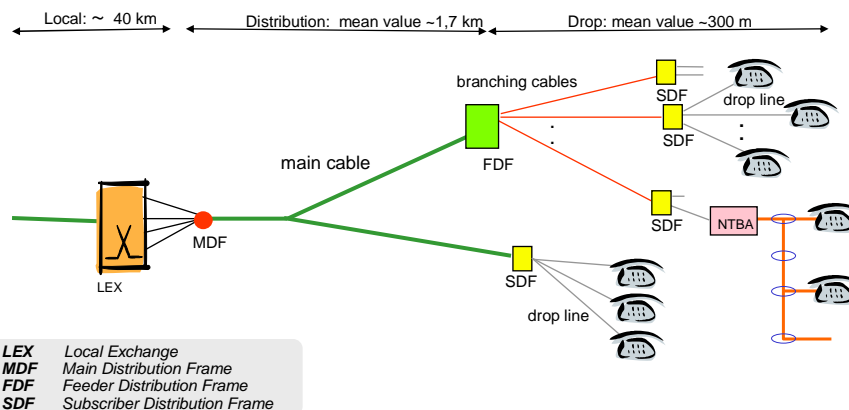 Local: ~ 40 km
Distribution: mean value ~1,7 km
Drop: mean value ~300 m
branching cables
SDF
drop line
SDF
main cable
FDF
SDF
NTBA
MDF
LEX
SDF
drop line
LEX Local Exchange
MDF Main Distribution Frame
FDF Feeder Distribution Frame
SDF Subscriber Distribution Frame